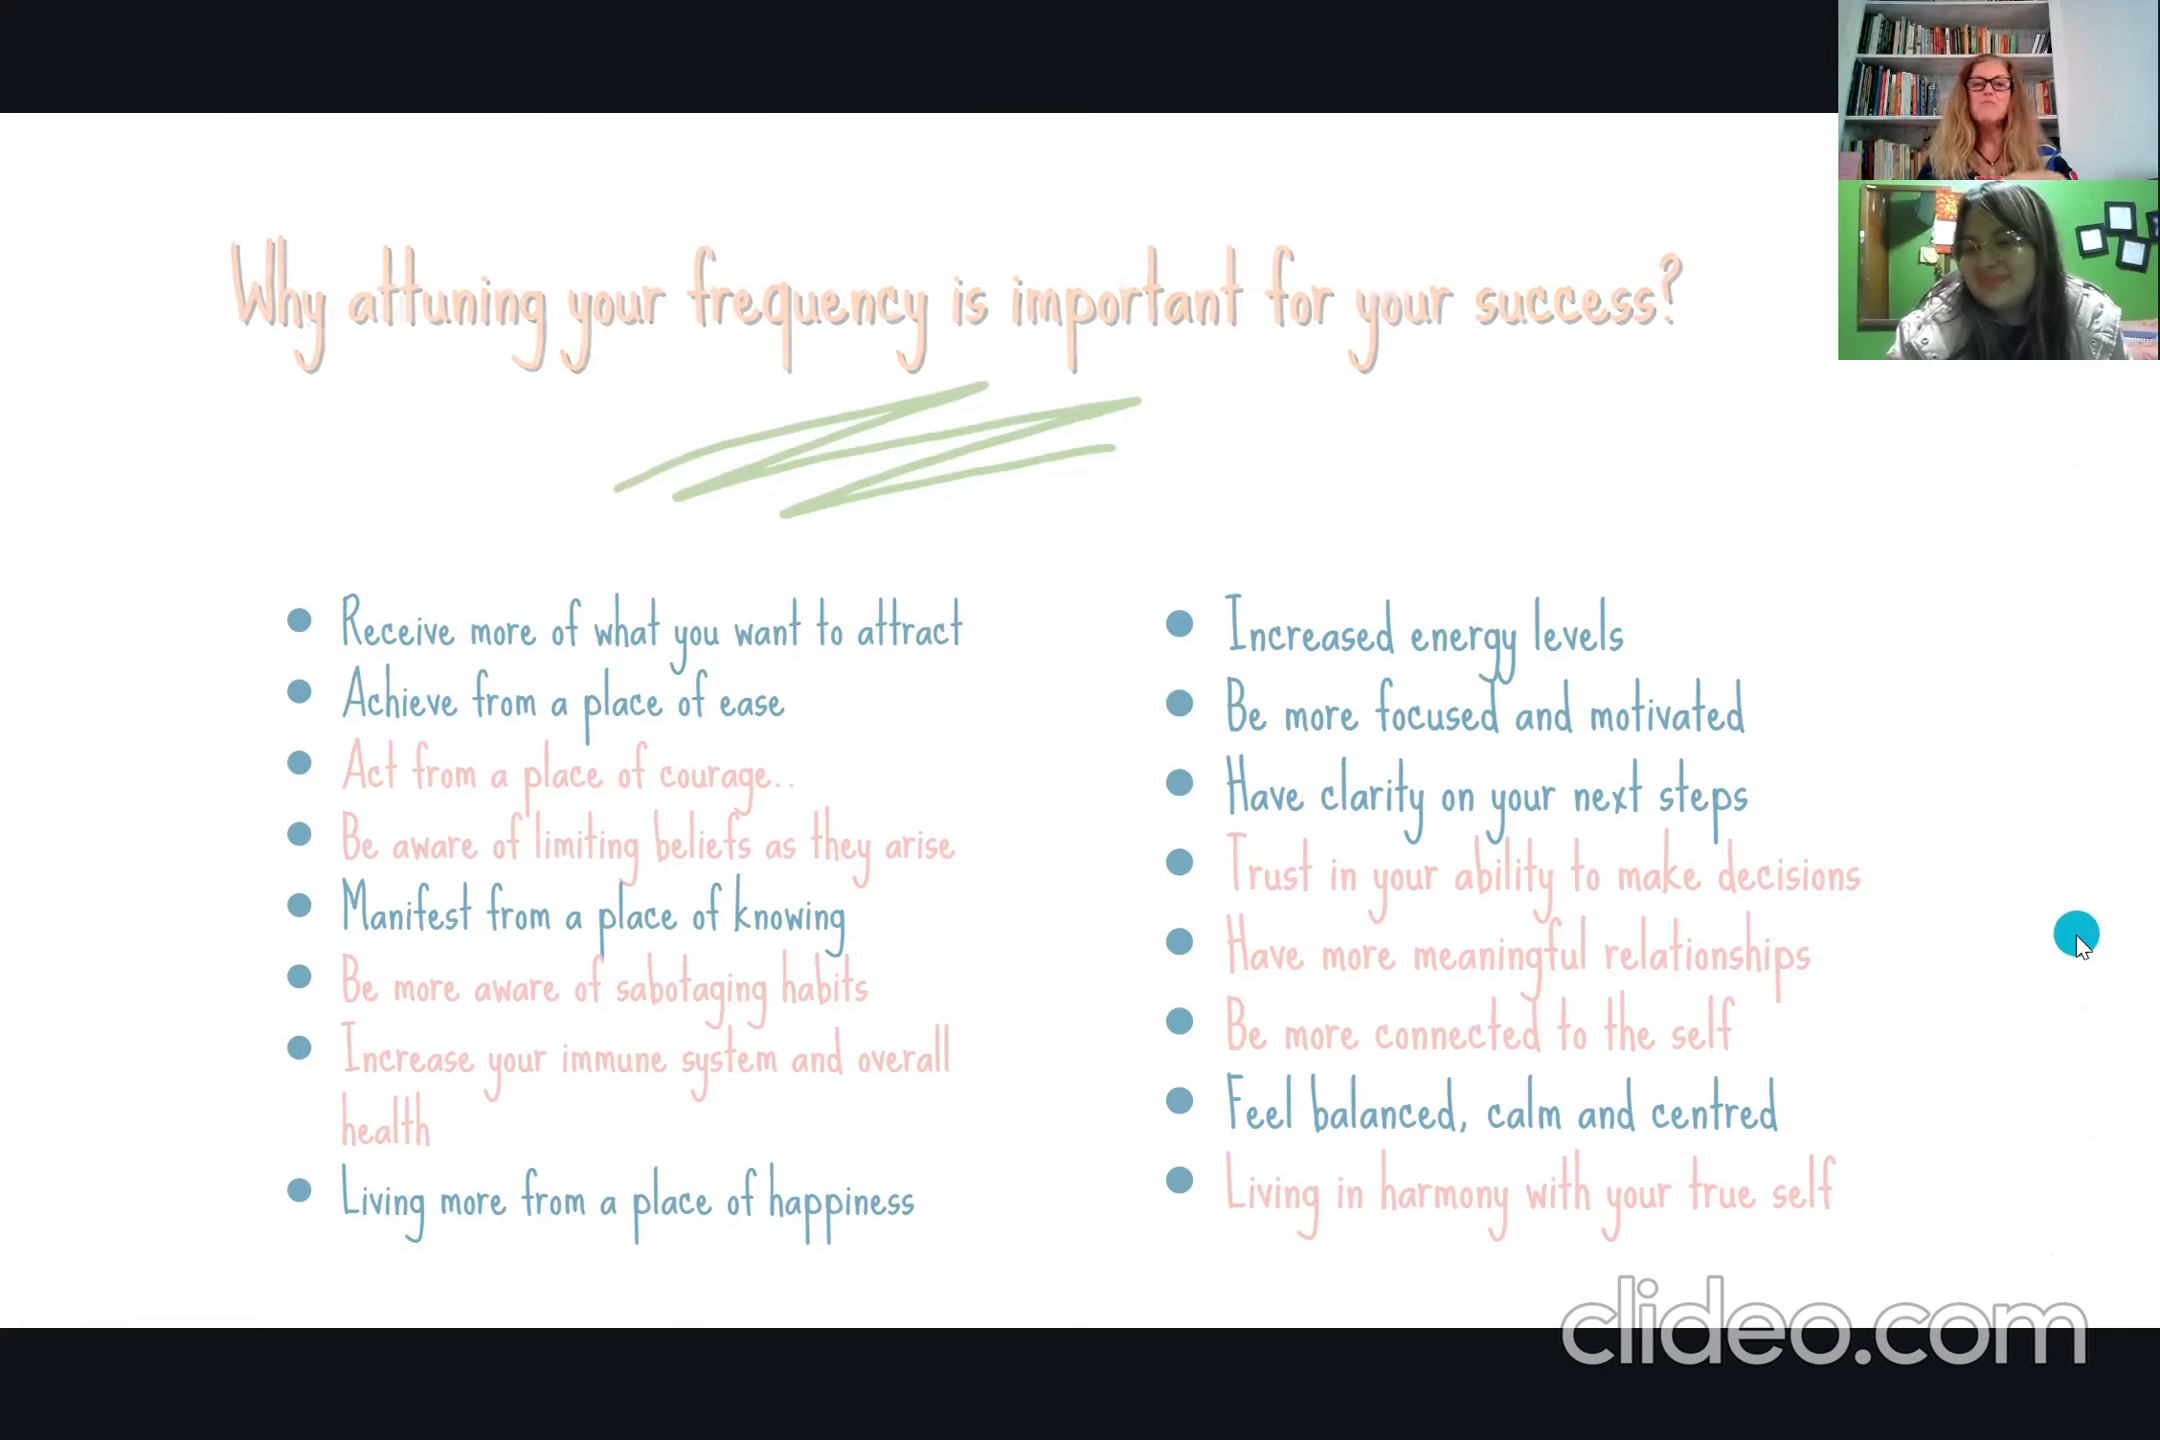 Why attuning your frequency is important for your success?
Receive more of what you want to attract
Achieve from a place of ease
Act from a place of courage..
Be aware of limiting beliefs as they arise
Manifest from a place of knowing
Be more aware of sabotaging habits
Increase your immune system and overall
health
Living more from a place of happiness
Increased energy levels
Be more focused and motivated
Have clarity on your next steps
Trust in your ability to make decisions
Have more meaningful relationships
Be more connected to the self
Feel balanced, calm and centred
Living in harmony with your true self
clideo.com